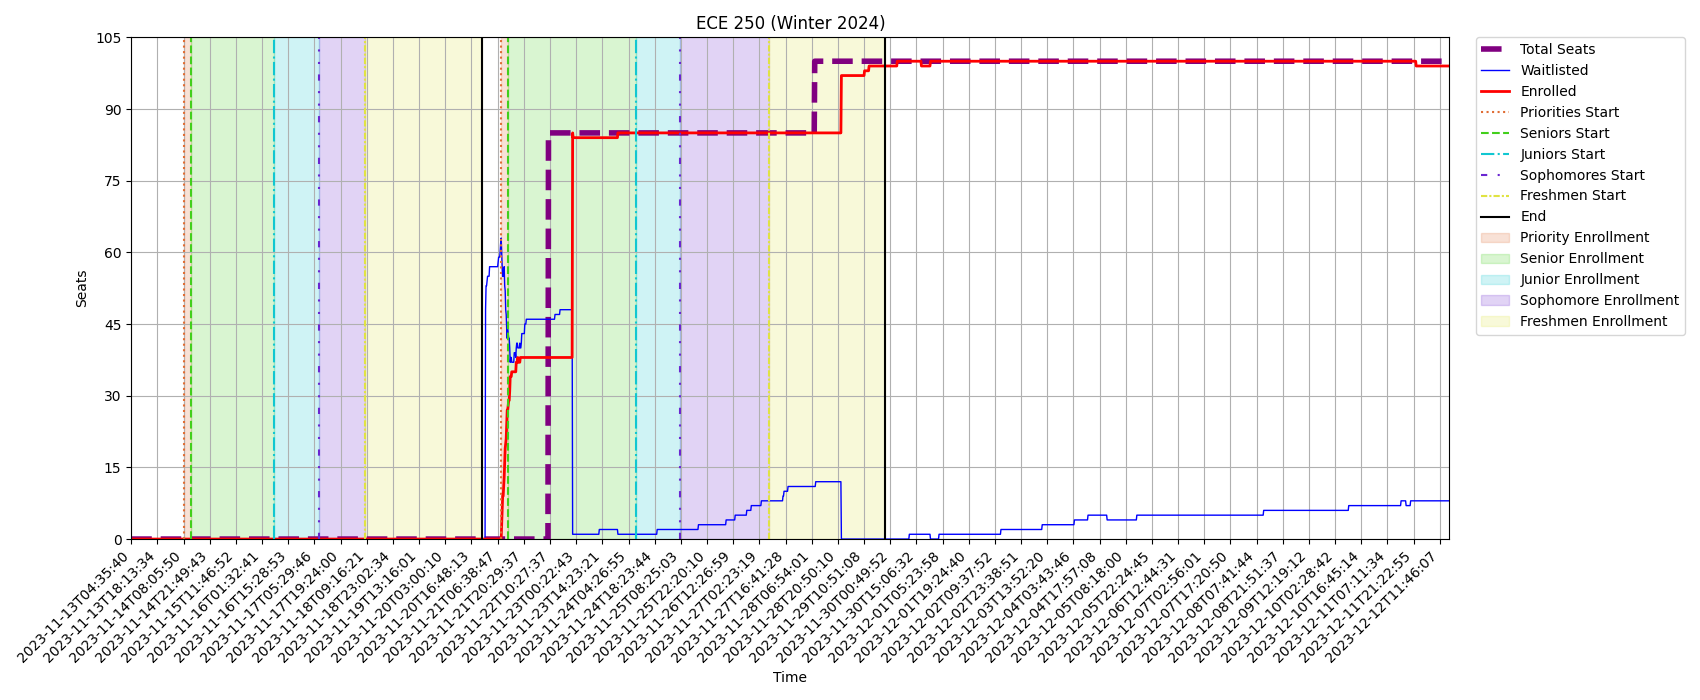 ECE 250 (Winter 2024)
105
90
75
60
45
30
15
0
Seats
2023-11-13T04:35:40
2023-11-13T18:13:34
2023-11-14T08:05:50
2023-11-14T21:49:43
2023-11-15T11:46:52
2023-11-16T01:32:41
2023-11-16T15:28:53
2023-11-17T05:29:46
2023-11-17T19:24:00
2023-11-18T09:16:21
2023-11-18T23:02:34
2023-11-19T13:16:01
2023-11-20T03:00:10
2023-11-20T16:48:13
2023-11-21T06:38:47
2023-11-21T20:29:37
2023-11-22T10:27:37
2023-11-23T00:22:43
2023-11-23T14:23:21
2023-11-24T04:26:55
2023-11-24T18:23:44
2023-11-25T08:25:03
2023-11-25T22:20:10
2023-11-26T12:26:59
2023-11-27T02:23:19
2023-11-27T16:41:28
2023-11-28T06:54:01
2023-11-28T20:50:10
2023-11-29T10:51:08
2023-11-30T00:49:52
2023-11-30T15:06:32
2023-12-01T05:23:58
2023-12-01T19:24:40
2023-12-02T09:37:52
2023-12-02T23:38:51
2023-12-03T13:52:20
2023-12-04T03:43:46
2023-12-04T17:57:08
2023-12-05T08:18:00
2023-12-05T22:24:45
2023-12-06T12:44:31
2023-12-07T02:56:01
2023-12-07T17:20:50
2023-12-08T07:41:44
2023-12-08T21:51:37
2023-12-09T12:19:12
2023-12-10T02:28:42
2023-12-10T16:45:14
2023-12-11T07:11:34
2023-12-11T21:22:55
2023-12-12T11:46:07
Time
Total Seats
Waitlisted
Enrolled
Priorities Start
Seniors Start
Juniors Start
Sophomores Start
Freshmen Start
End
Priority Enrollment
Senior Enrollment
Junior Enrollment
Sophomore Enrollment
Freshmen Enrollment